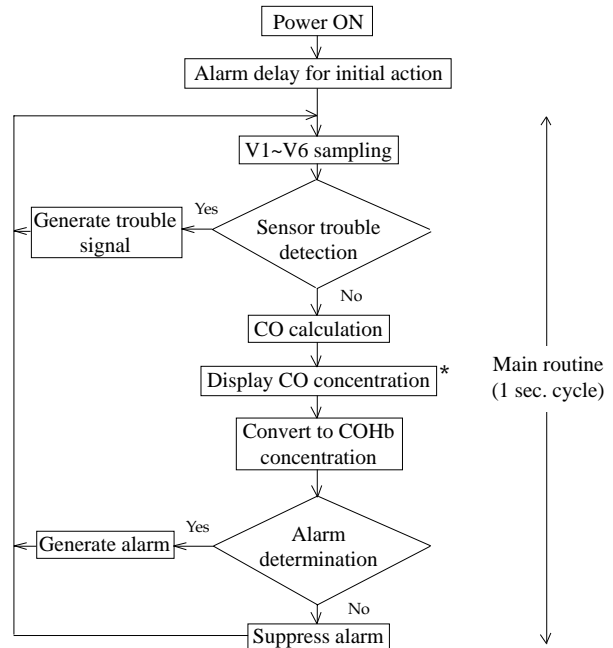 Power ON
Alarm delay for initial action
V1~V6 sampling
Generate trouble
signal
Yes
Sensor trouble
detection
No
CO calculation
Display CO concentration *
Main routine
(1 sec. cycle)
Convert to COHb
concentration
Generate alarm
Yes
Alarm
determination
No
Suppress alarm